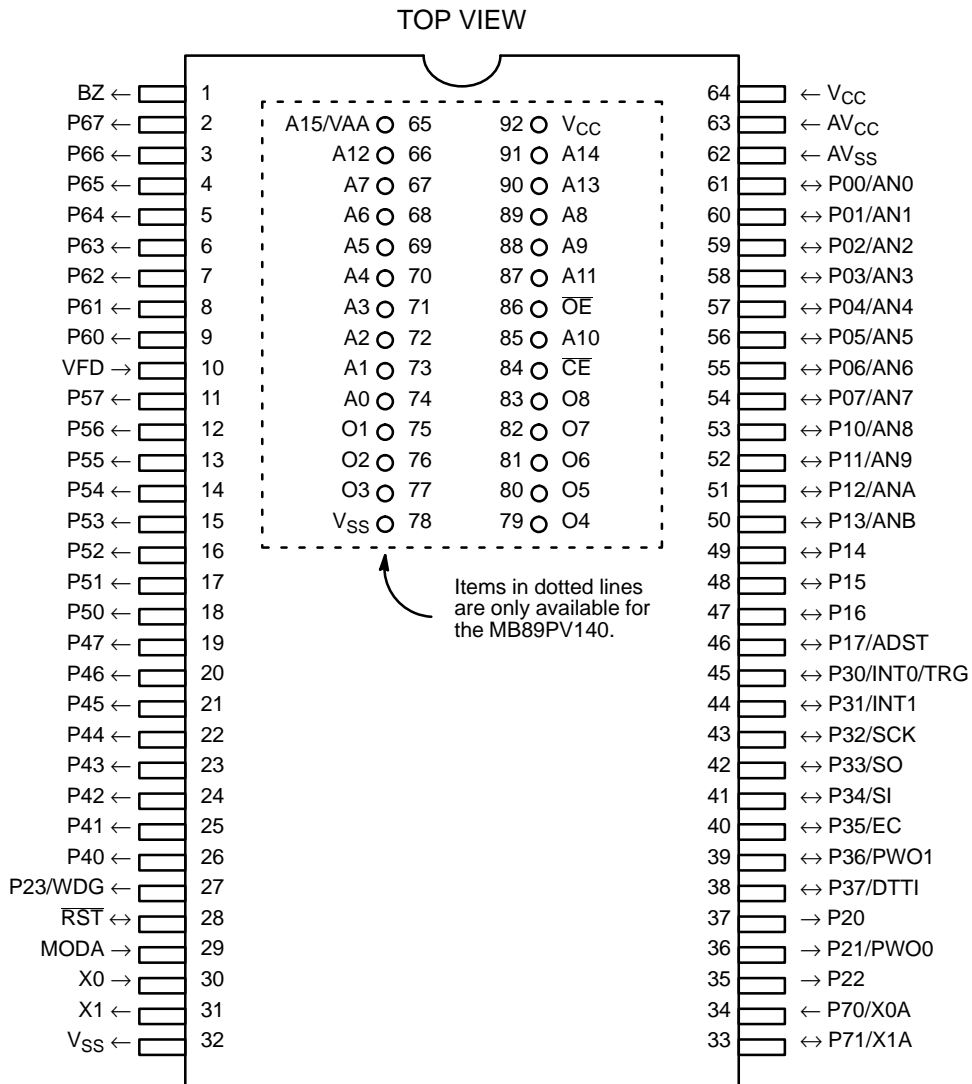 TOP VIEW
BZ ← 1 64 ← VCC
P67 ← 2 A15/VAA 65 92 VCC 63 ← AVCC
P66 ← 3 A12 66 91 A14 62 ← AVSS
P65 ← 4 A7 67 90 A13 61 ↔ P00/AN0
P64 ← 5 A6 68 89 A8 60 ↔ P01/AN1
P63 ← 6 A5 69 88 A9 59 ↔ P02/AN2
P62 ← 7 A4 70 87 A11 58 ↔ P03/AN3
P61 ← 8 A3 71 86 O̅E̅ 57 ↔ P04/AN4
P60 ← 9 A2 72 85 A10 56 ↔ P05/AN5
VFD → 10 A1 73 84 C̅E̅ 55 ↔ P06/AN6
P57 ← 11 A0 74 83 O8 54 ↔ P07/AN7
P56 ← 12 O1 75 82 O7 53 ↔ P10/AN8
P55 ← 13 O2 76 81 O6 52 ↔ P11/AN9
P54 ← 14 O3 77 80 O5 51 ↔ P12/ANA
P53 ← 15 VSS 78 79 O4 50 ↔ P13/ANB
P52 ← 16 49 ↔ P14
P51 ← 17 48 ↔ P15
P50 ← 18 47 ↔ P16
Items in dotted lines
are only available for
the MB89PV140.
P47 ← 19 46 ↔ P17/ADST
P46 ← 20 45 ↔ P30/INT0/TRG
P45 ← 21 44 ↔ P31/INT1
P44 ← 22 43 ↔ P32/SCK
P43 ← 23 42 ↔ P33/SO
P42 ← 24 41 ↔ P34/SI
P41 ← 25 40 ↔ P35/EC
P40 ← 26 39 ↔ P36/PWO1
P23/WDG ← 27 38 ↔ P37/DTTI
R̅S̅T̅ ↔ 28 37 → P20
MODA → 29 36 → P21/PWO0
X0 → 30 35 → P22
X1 ← 31 34 ← P70/X0A
VSS ← 32 33 ↔ P71/X1A